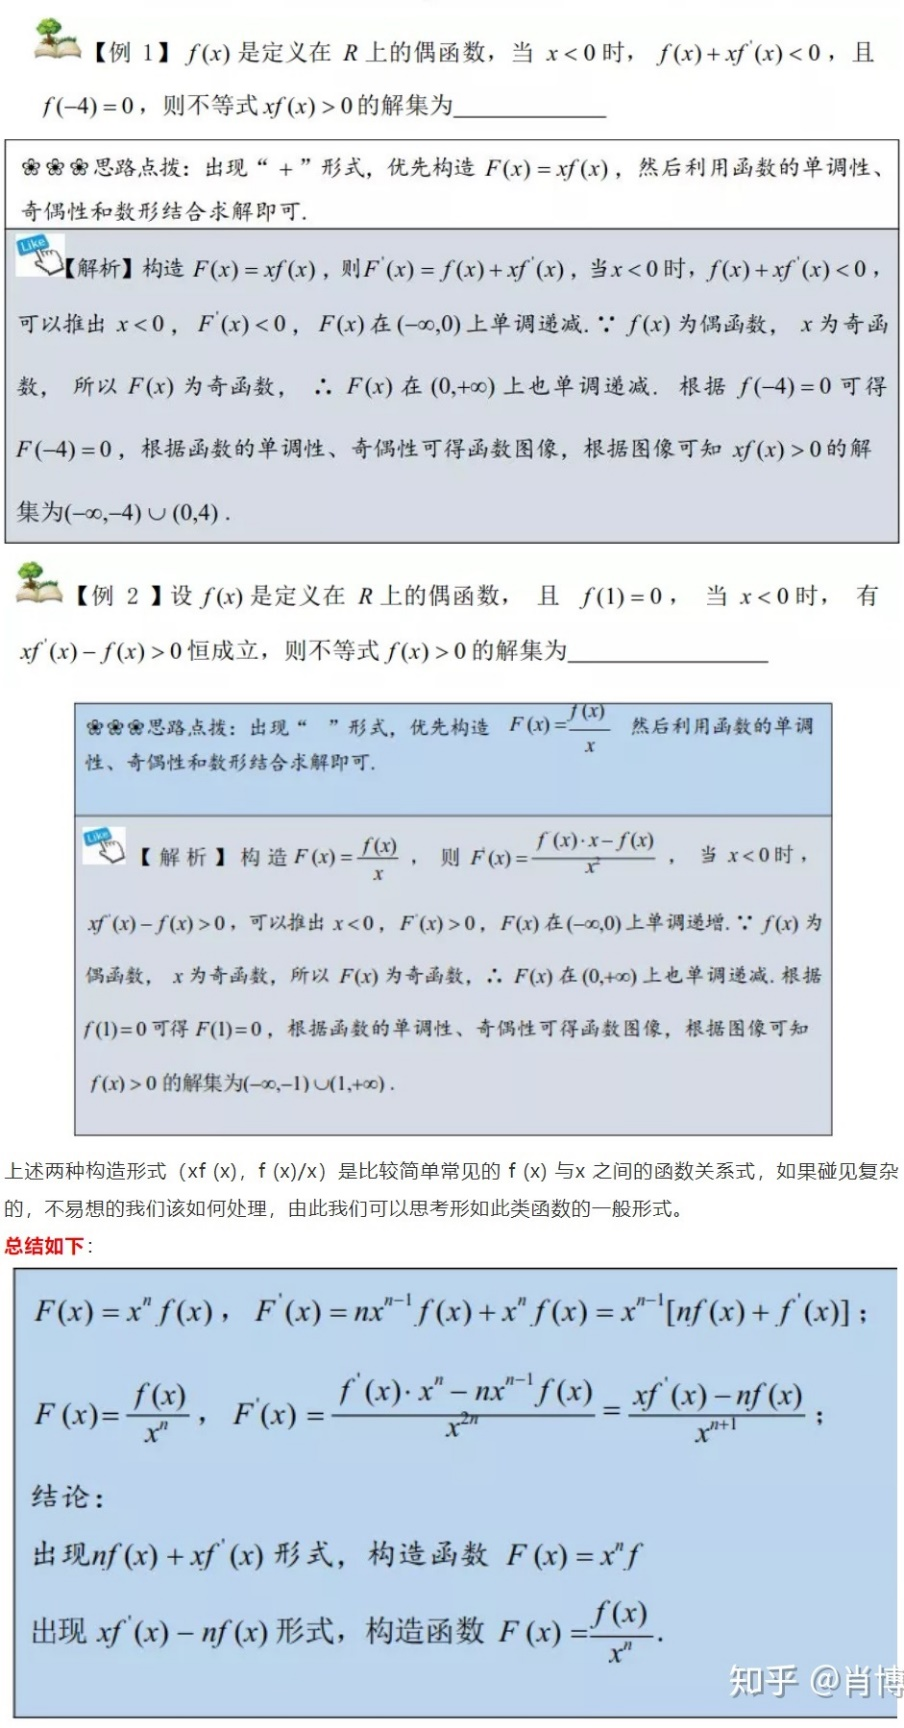 【例 1】 f(x) 是定义在 R 上的偶函数，当 x<0 时， f(x)+xf'(x)<0，且
f(−4)=0，则不等式 xf(x)>0 的解集为____________
❀❀❀思路点拨：出现“ + ”形式，优先构造 F(x)=xf(x)，然后利用函数的单调性、
奇偶性和数形结合求解即可.
Like
【解析】构造 F(x)=xf(x)，则F'(x)=f(x)+xf'(x)，当x<0时，f(x)+xf'(x)<0，
可以推出 x<0，F'(x)<0，F(x)在(−∞,0)上单调递减.∵ f(x)为偶函数， x为奇函
数， 所以 F(x) 为奇函数， ∴ F(x) 在 (0,+∞) 上也单调递减. 根据 f(−4)=0 可得
F(−4)=0，根据函数的单调性、奇偶性可得函数图像，根据图像可知 xf(x)>0的解
集为(−∞,−4)∪(0,4).
【例 2】设 f(x) 是定义在 R 上的偶函数， 且 f(1)=0， 当 x<0时， 有
xf'(x)−f(x)>0恒成立，则不等式 f(x)>0的解集为________________
❀❀❀思路点拨：出现“ ”形式，优先构造 F(x)=f(x)/x 然后利用函数的单调
性、奇偶性和数形结合求解即可.
Like
【解析】构造F(x)=f(x)/x， 则 F'(x)=(f'(x)·x−f(x))/x²， 当 x<0时，
xf'(x)−f(x)>0，可以推出 x<0，F'(x)>0，F(x)在(−∞,0)上单调递增.∵ f(x)为
偶函数， x为奇函数，所以 F(x)为奇函数，∴ F(x)在(0,+∞)上也单调递减.根据
f(1)=0可得F(1)=0，根据函数的单调性、奇偶性可得函数图像，根据图像可知
f(x)>0 的解集为(−∞,−1)∪(1,+∞).
上述两种构造形式（xf (x)，f (x)/x）是比较简单常见的 f (x) 与x 之间的函数关系式，如果碰见复杂
的，不易想的我们该如何处理，由此我们可以思考形如此类函数的一般形式。
总结如下：
F(x)=xⁿf(x)， F'(x)=nxⁿ⁻¹f(x)+xⁿf(x)=xⁿ⁻¹[nf(x)+f'(x)]；
F(x)=f(x)/xⁿ， F'(x)=(f'(x)·xⁿ−nxⁿ⁻¹f(x))/x²ⁿ=(xf'(x)−nf(x))/xⁿ⁺¹；
结论：
出现nf(x)+xf'(x)形式，构造函数 F(x)=xⁿf
出现 xf'(x)−nf(x)形式，构造函数 F(x)=f(x)/xⁿ.
知乎 @肖博